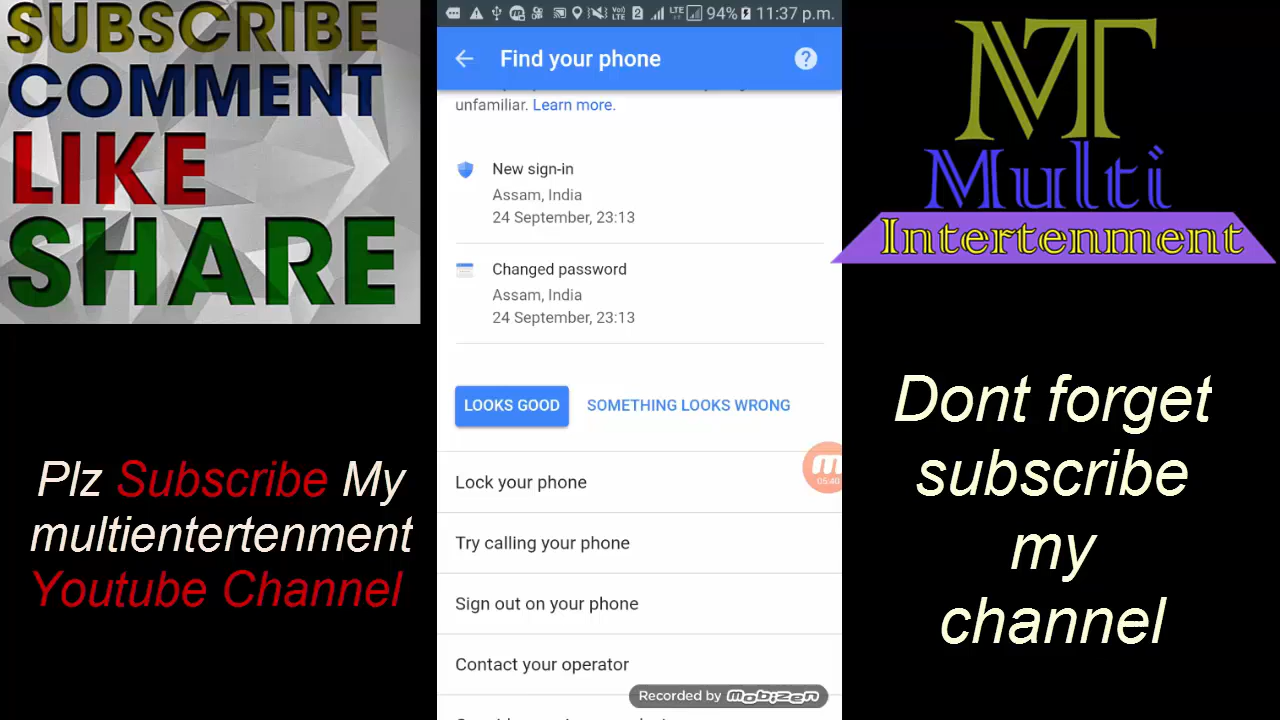 SUBSCRIBE
COMMENT
LIKE
SHARE
Plz Subscribe My
multientertenment
Youtube Channel
94% 11:37 p.m.
Find your phone
unfamiliar. Learn more.
New sign-in
Assam, India
24 September, 23:13
Changed password
Assam, India
24 September, 23:13
LOOKS GOOD SOMETHING LOOKS WRONG
05:40
Lock your phone
Try calling your phone
Sign out on your phone
Contact your operator
Recorded by mobizen
MT
Multi
Intertenment
Dont forget
subscribe
my
channel